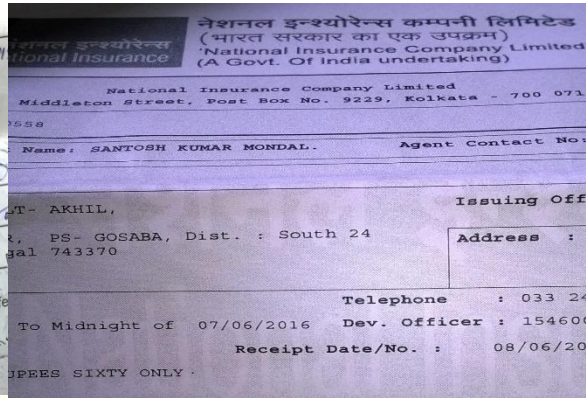 नेशनल इन्श्योरेन्स कम्पनी लिमिटेड
(भारत सरकार का एक उपक्रम)
National Insurance Company Limited
(A Govt. Of India undertaking)
इन्श्योरेन्स
Insurance
National Insurance Company Limited
Middleton Street, Post Box No. 9229, Kolkata - 700 071
Name: SANTOSH KUMAR MONDAL. Agent Contact No:
AKHIL,
Issuing
PS- GOSABA, Dist. : South 24
Address :
743370
Telephone : 033
To Midnight of 07/06/2016 Dev. Officer :
Receipt Date/No. :
SIXTY ONLY